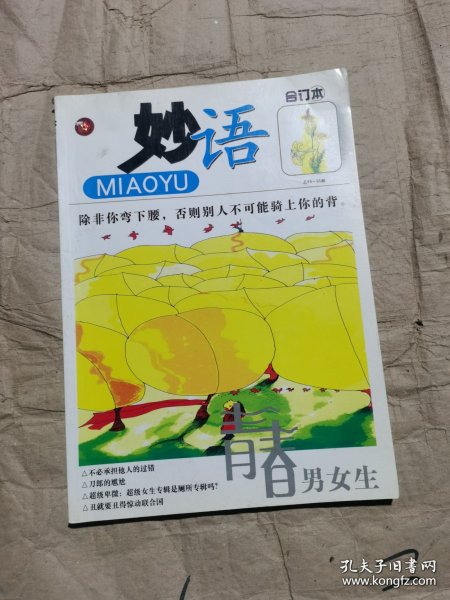 合订本
妙语
MIAOYU
除非你弯下腰，否则别人不可能骑上你的背。
青春
男女生
△不必承担他人的过错
△刀郎的尴尬
△超级卑微：超级女生专辑是厕所专辑吗？
△丑就要丑得惊动联合国
孔夫子旧书网
www.kongfz.com